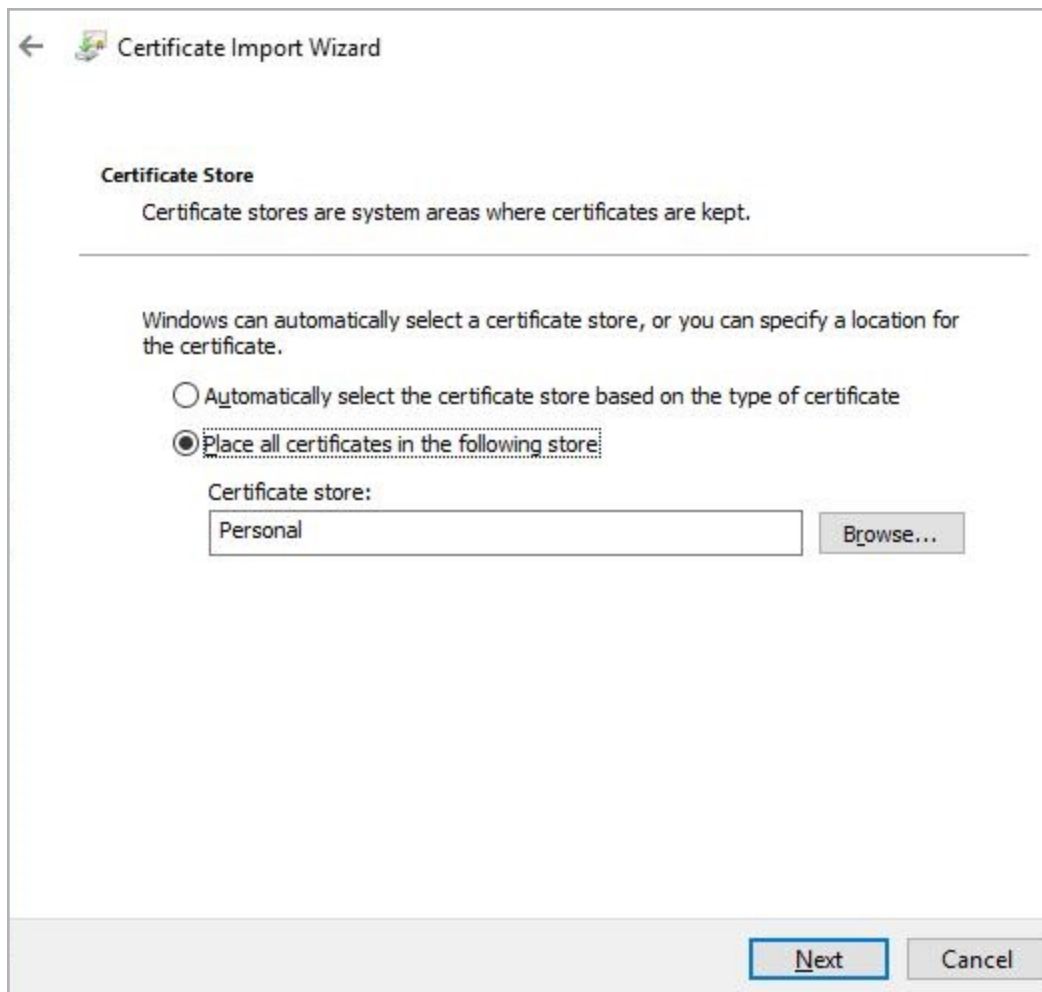 Certificate Import Wizard
Certificate Store
Certificate stores are system areas where certificates are kept.
Windows can automatically select a certificate store, or you can specify a location for
the certificate.
Automatically select the certificate store based on the type of certificate
Place all certificates in the following store
Certificate store:
Personal
Browse...
Next
Cancel